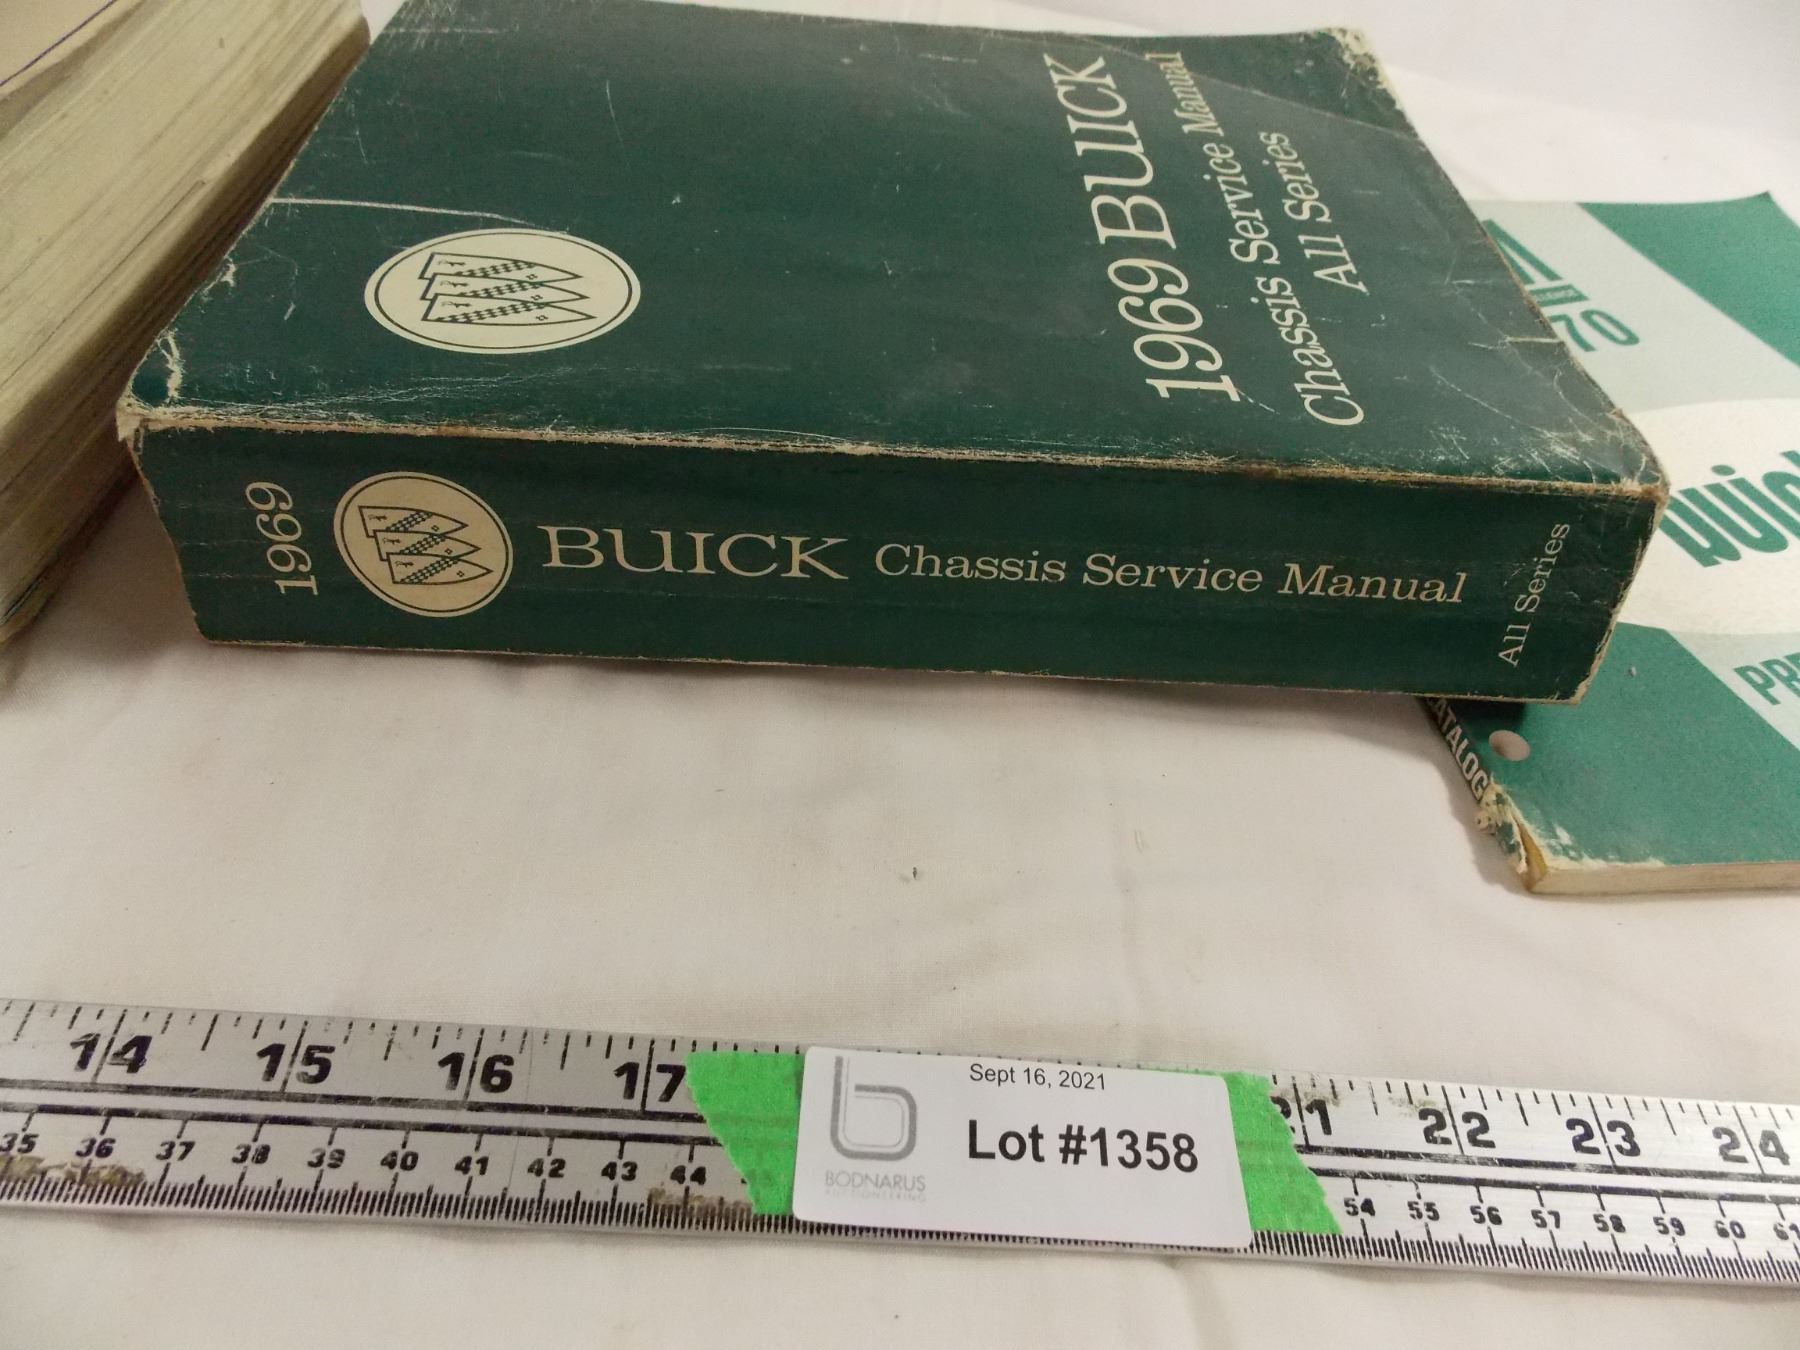 1969 BUICK
Chassis Service Manual
All Series
1969
BUICK Chassis Service Manual
All Series
70
CATALOG
14 15 16 17
22 23 24
35 36 37 38 39 40 41 42 43 44
54 55 56 57 58 59 60 61
Sept 16, 2021
Lot #1358
BODNARUS
AUCTIONEERING